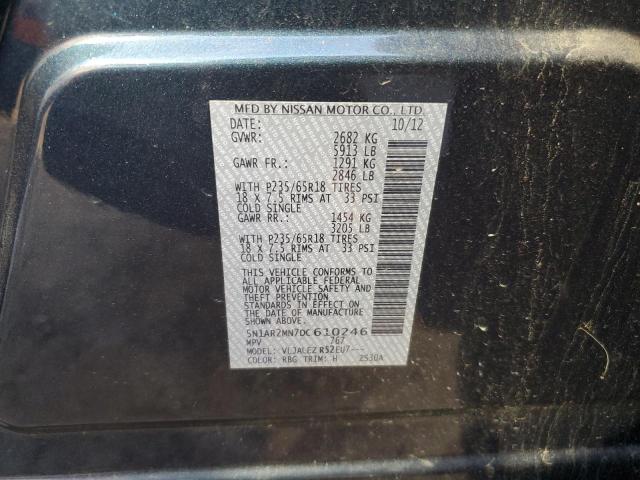 MFD BY NISSAN MOTOR CO., LTD
DATE: 10/12
GVWR: 2682 KG
5913 LB
GAWR FR.: 1291 KG
2846 LB
WITH P235/65R18 TIRES
18 X 7.5 RIMS AT 33 PSI
COLD SINGLE
GAWR RR.: 1454 KG
3205 LB
WITH P235/65R18 TIRES
18 X 7.5 RIMS AT 33 PSI
COLD SINGLE
THIS VEHICLE CONFORMS TO
ALL APPLICABLE FEDERAL
MOTOR VEHICLE SAFETY AND
THEFT PREVENTION
STANDARDS IN EFFECT ON
THE DATE OF MANUFACTURE
SHOWN ABOVE.
5N1AR2MN7DC610246
MPV 767
MODEL: VLJALEZ R52EU7---
COLOR: RBG TRIM: H 2530A